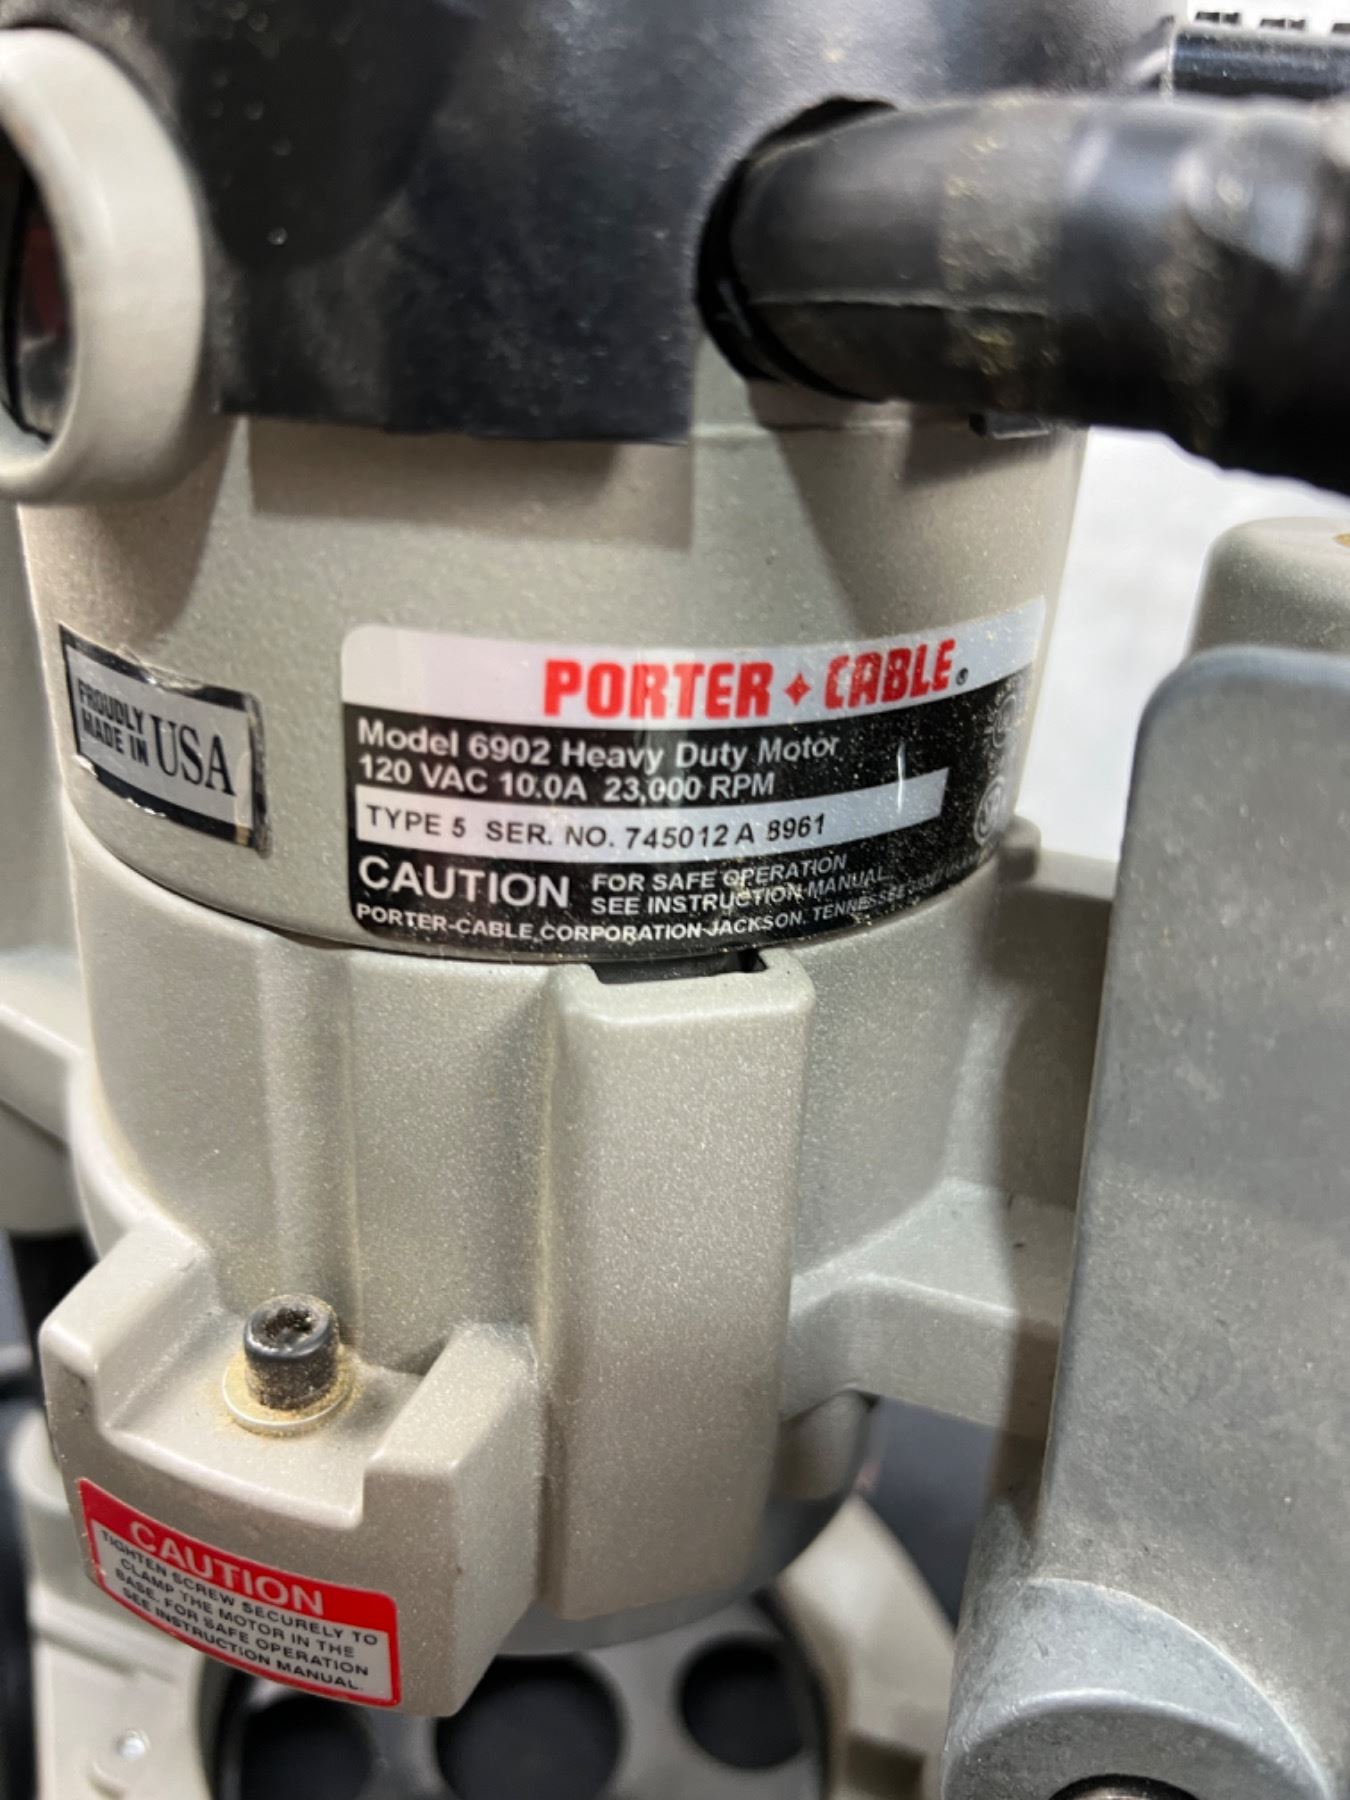 PROUDLY
MADE IN USA
PORTER CABLE®
Model 6902 Heavy Duty Motor
120 VAC 10.0A 23,000 RPM
TYPE 5 SER. NO. 745012 A 8961
CAUTION FOR SAFE OPERATION
SEE INSTRUCTION MANUAL.
PORTER-CABLE CORPORATION JACKSON, TENNESSEE
CAUTION
TIGHTEN SCREW SECURELY TO
CLAMP THE MOTOR IN THE
BASE. FOR SAFE OPERATION
SEE INSTRUCTION MANUAL.